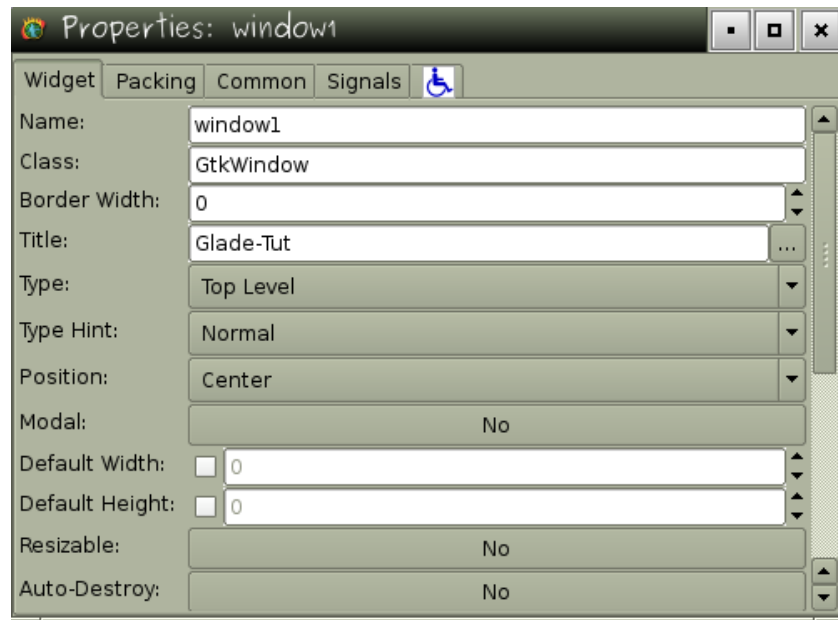 Properties: window1
Widget Packing Common Signals
Name: window1
Class: GtkWindow
Border Width: 0
Title: Glade-Tut ...
Type: Top Level
Type Hint: Normal
Position: Center
Modal: No
Default Width: 0
Default Height: 0
Resizable: No
Auto-Destroy: No